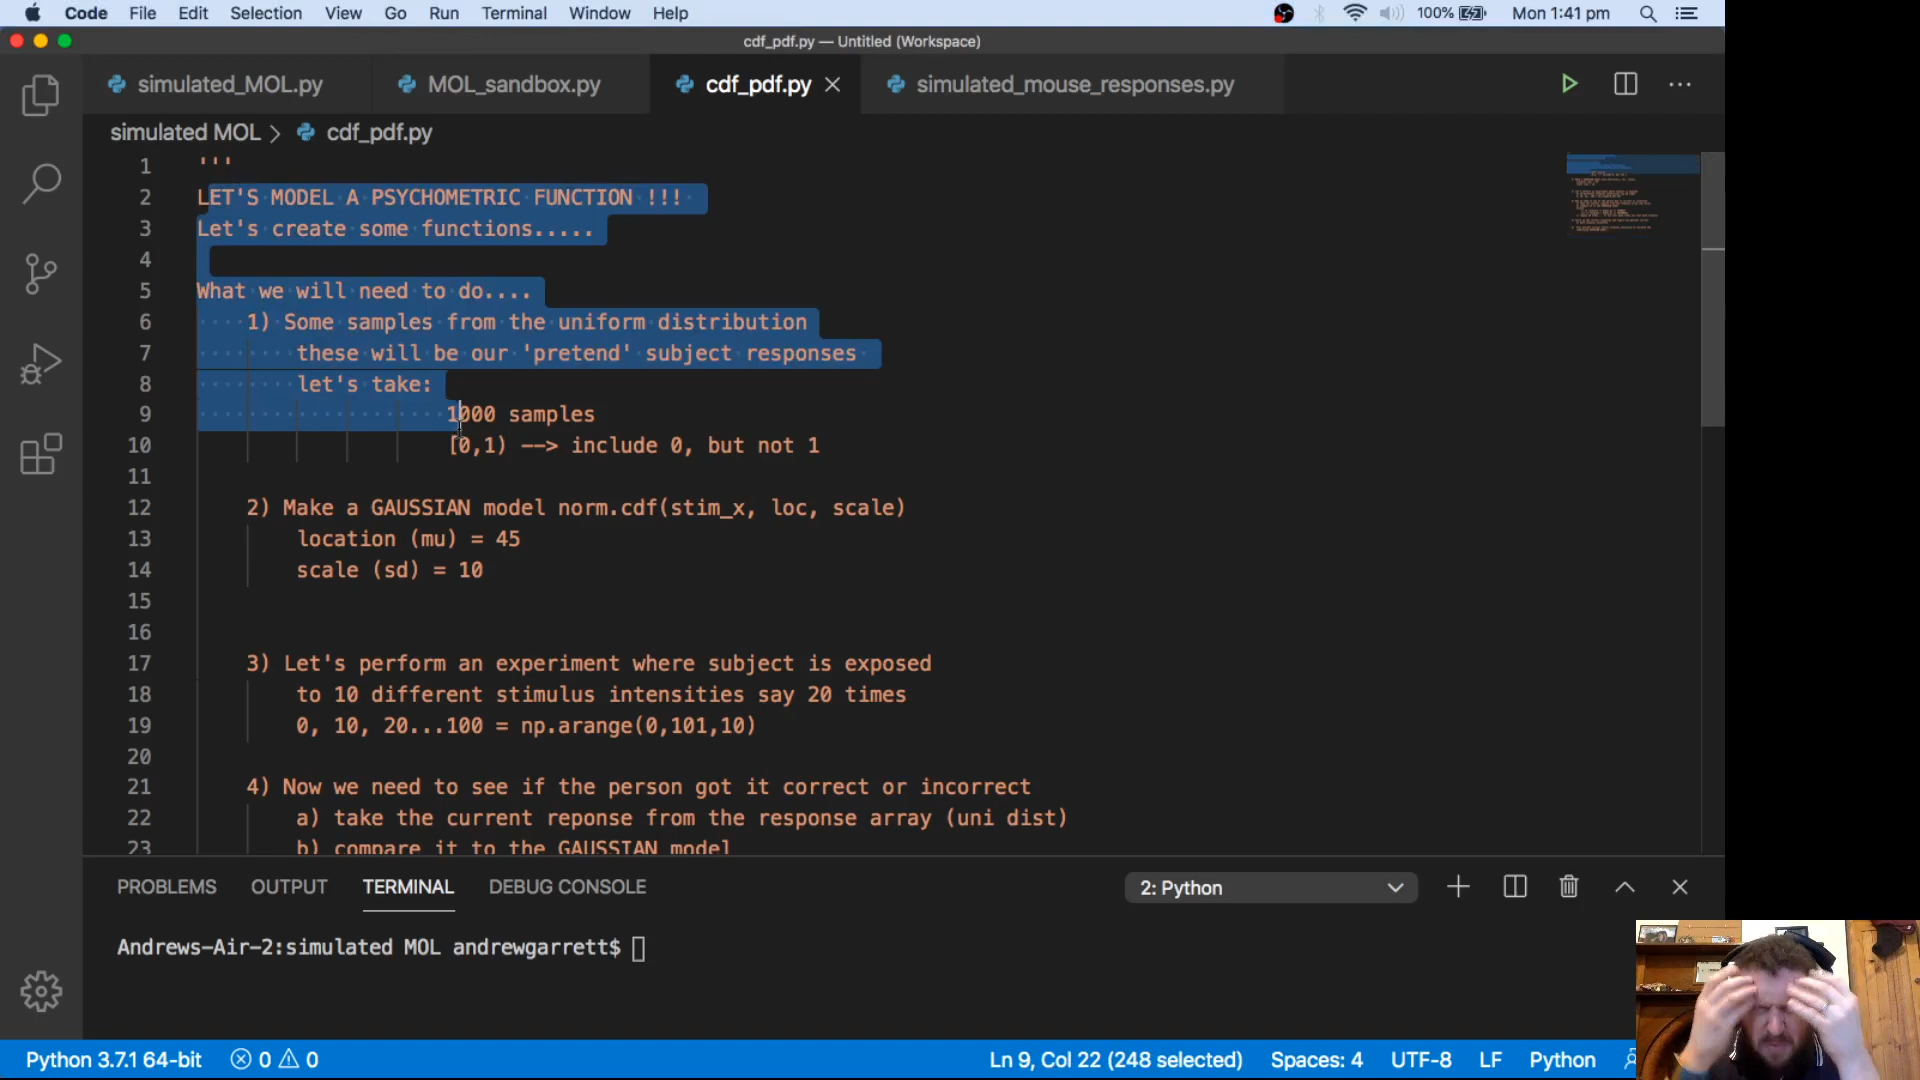 Code File Edit Selection View Go Run Terminal Window Help 100% Mon 1:41 pm
cdf_pdf.py — Untitled (Workspace)
simulated_MOL.py MOL_sandbox.py cdf_pdf.py simulated_mouse_responses.py
simulated MOL > cdf_pdf.py
1 '''
2 LET'S MODEL A PSYCHOMETRIC FUNCTION !!!
3 Let's create some functions.....
4
5 What we will need to do....
6 1) Some samples from the uniform distribution
7 these will be our 'pretend' subject responses
8 let's take:
9 1000 samples
10 [0,1) --> include 0, but not 1
11
12 2) Make a GAUSSIAN model norm.cdf(stim_x, loc, scale)
13 location (mu) = 45
14 scale (sd) = 10
15
16
17 3) Let's perform an experiment where subject is exposed
18 to 10 different stimulus intensities say 20 times
19 0, 10, 20...100 = np.arange(0,101,10)
20
21 4) Now we need to see if the person got it correct or incorrect
22 a) take the current reponse from the response array (uni dist)
23 b) compare it to the GAUSSIAN model
PROBLEMS OUTPUT TERMINAL DEBUG CONSOLE 2: Python
Andrews-Air-2:simulated MOL andrewgarrett$
Python 3.7.1 64-bit 0 0 Ln 9, Col 22 (248 selected) Spaces: 4 UTF-8 LF Python